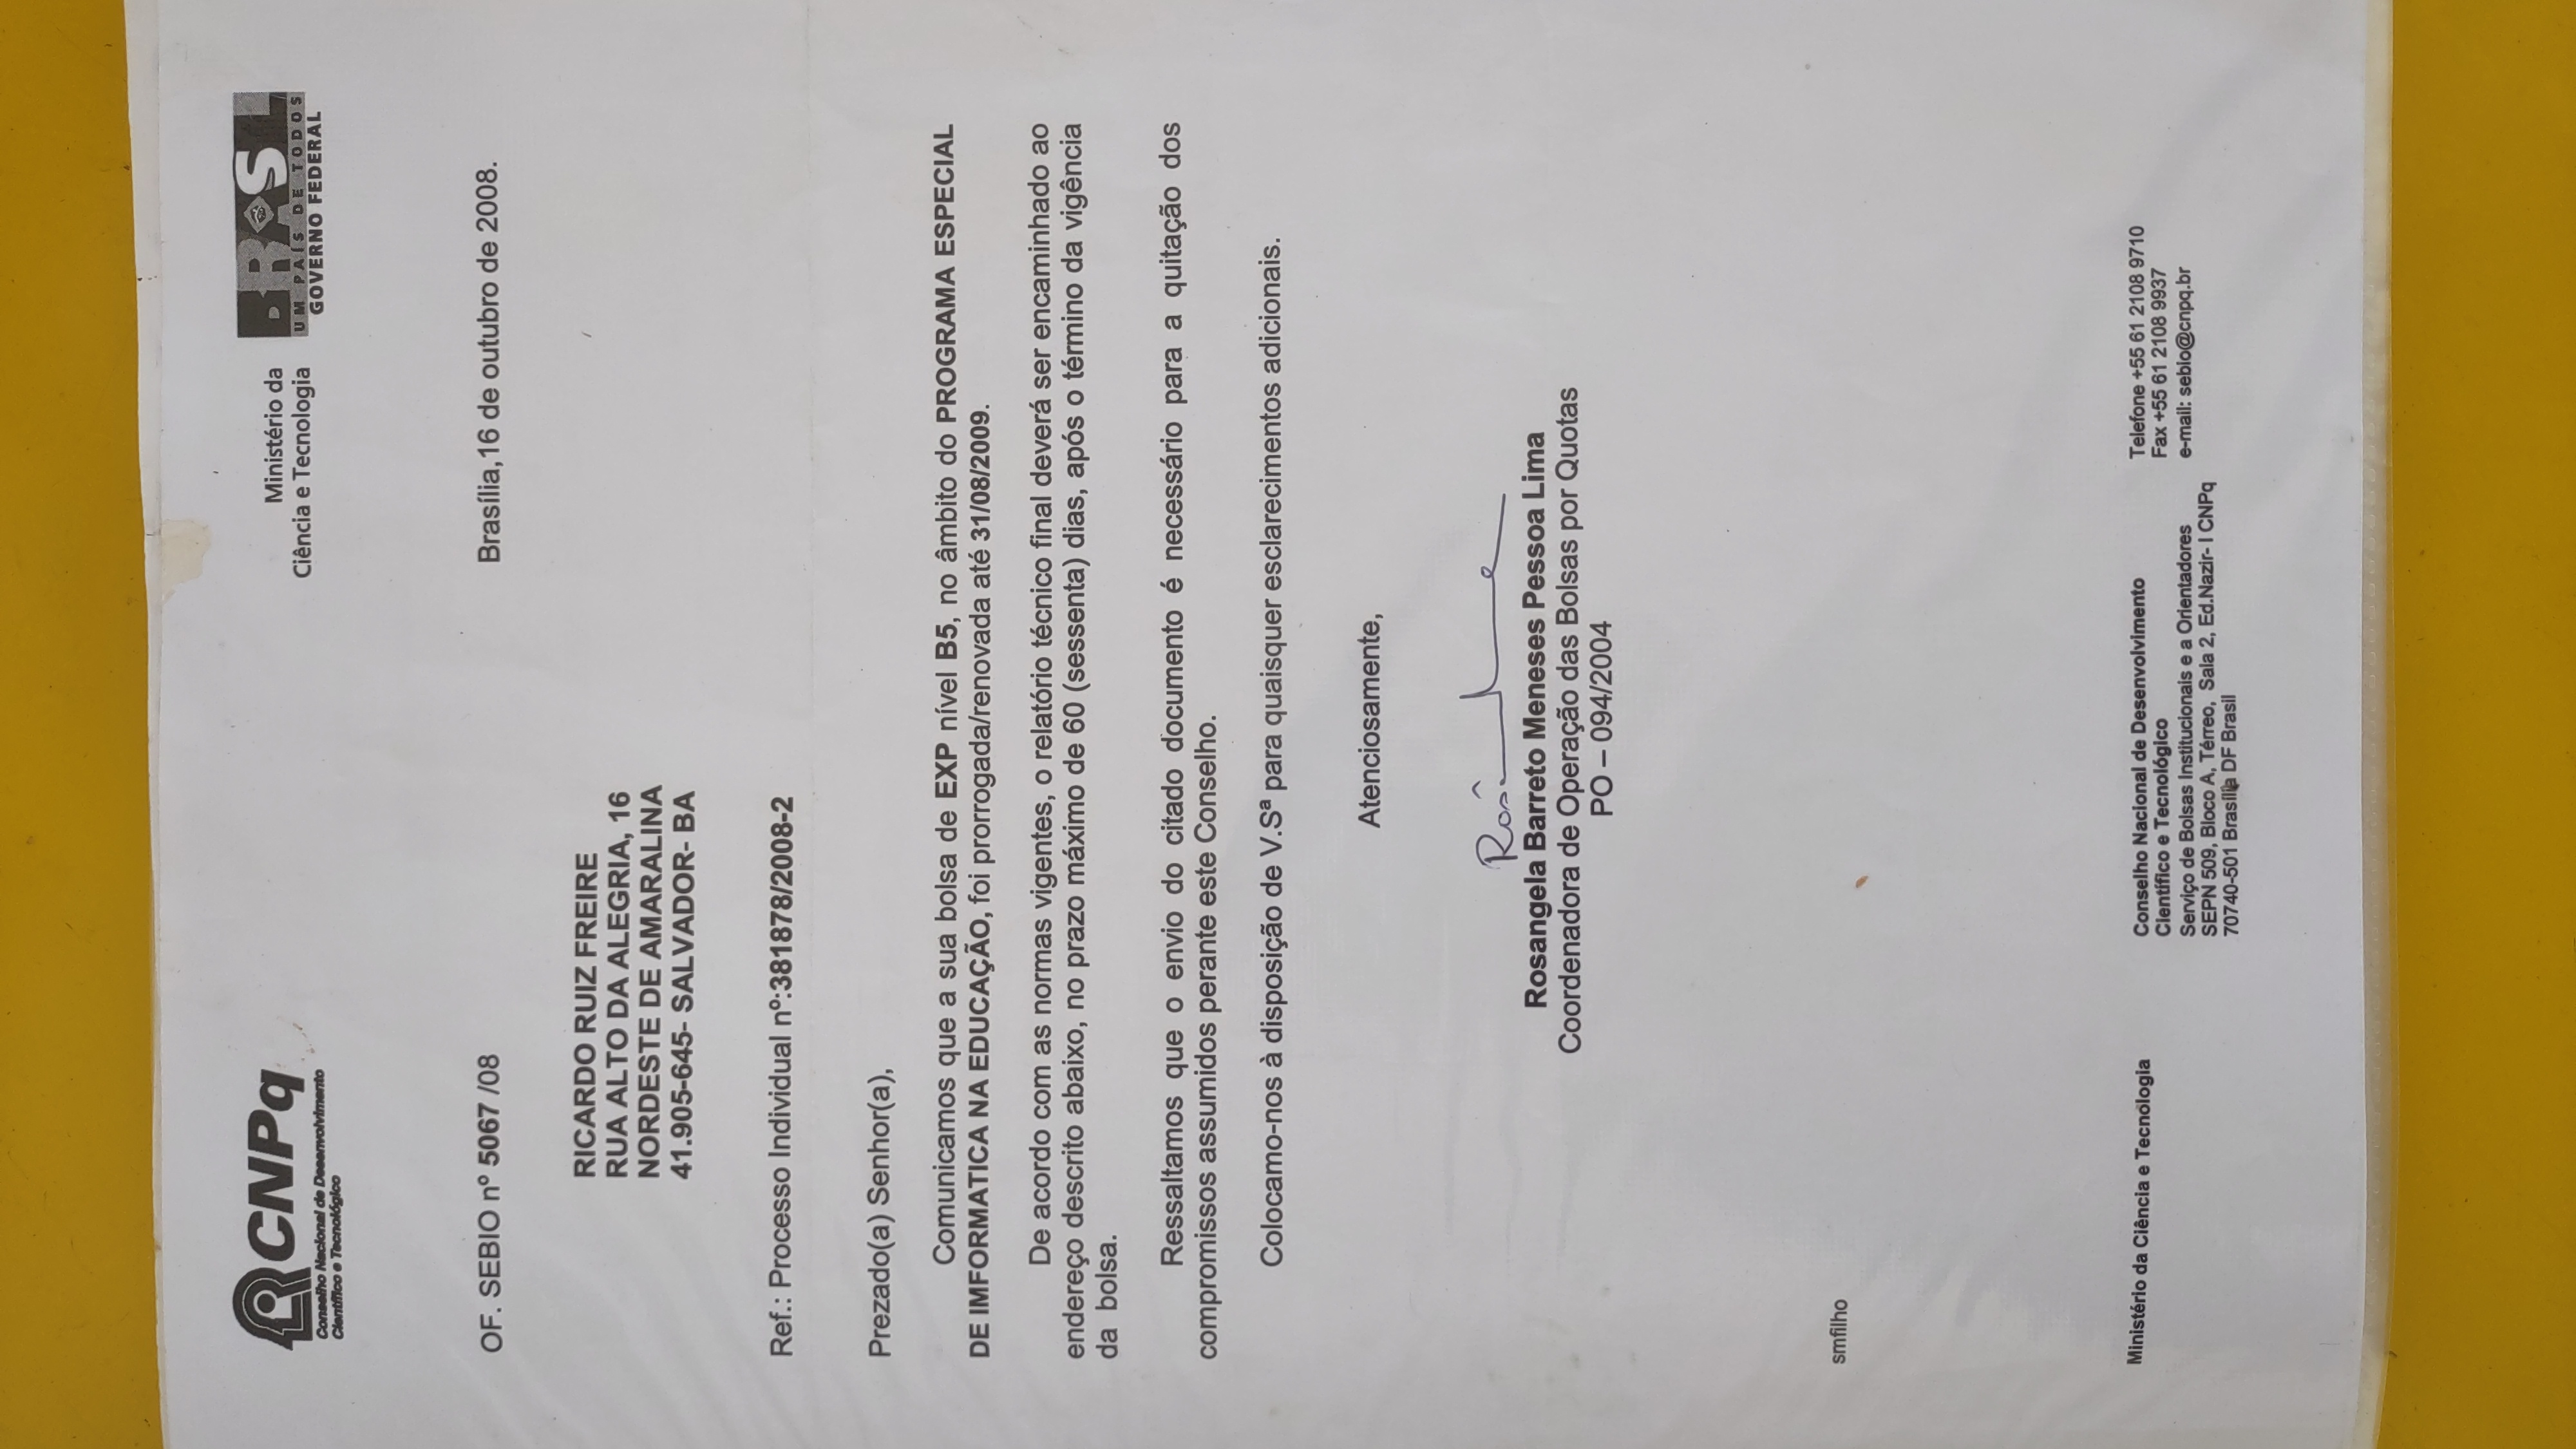 CNPq
Conselho Nacional de Desenvolvimento
Científico e Tecnológico
Ministério da
Ciência e Tecnologia
BRASIL
UM PAÍS DE TODOS
GOVERNO FEDERAL
OF. SEBIO nº 5067 /08
Brasília,16 de outubro de 2008.
RICARDO RUIZ FREIRE
RUA ALTO DA ALEGRIA, 16
NORDESTE DE AMARALINA
41.905-645- SALVADOR- BA
Ref.: Processo Individual nº:381878/2008-2
Prezado(a) Senhor(a),
Comunicamos que a sua bolsa de EXP nível B5, no âmbito do PROGRAMA ESPECIAL
DE IMFORMATICA NA EDUCAÇÃO, foi prorrogada/renovada até 31/08/2009.
De acordo com as normas vigentes, o relatório técnico final deverá ser encaminhado ao
endereço descrito abaixo, no prazo máximo de 60 (sessenta) dias, após o término da vigência
da bolsa.
Ressaltamos que o envio do citado documento é necessário para a quitação dos
compromissos assumidos perante este Conselho.
Colocamo-nos à disposição de V.Sª para quaisquer esclarecimentos adicionais.
Atenciosamente,
Rosangela Barreto Meneses Pessoa Lima
Coordenadora de Operação das Bolsas por Quotas
PO – 094/2004
smfilho
Ministério da Ciência e Tecnologia
Conselho Nacional de Desenvolvimento
Científico e Tecnológico
Serviço de Bolsas Institucionais e a Orientadores
SEPN 509, Bloco A, Térreo, Sala 2, Ed.Nazir- I CNPq
70740-501 Brasília DF Brasil
Telefone +55 61 2108 9710
Fax +55 61 2108 9937
e-mail: sebio@cnpq.br